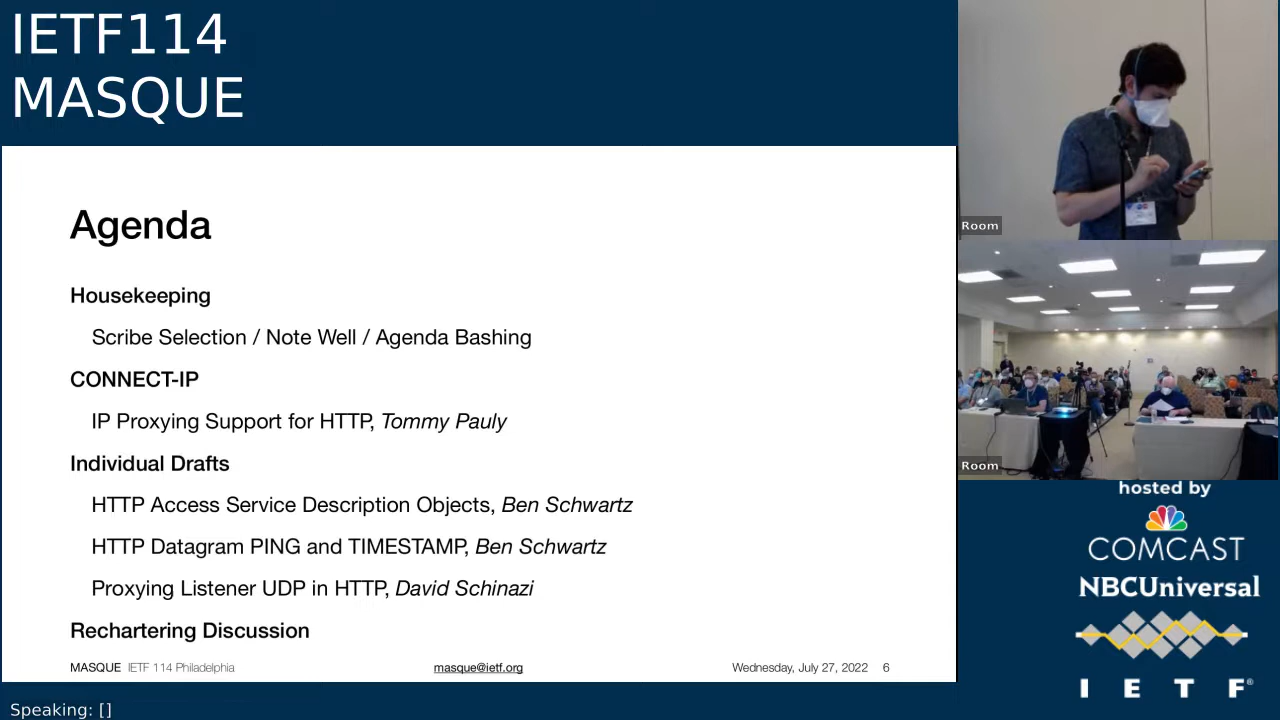 IETF114
MASQUE
Agenda
Housekeeping
Scribe Selection / Note Well / Agenda Bashing
CONNECT-IP
IP Proxying Support for HTTP, Tommy Pauly
Individual Drafts
HTTP Access Service Description Objects, Ben Schwartz
HTTP Datagram PING and TIMESTAMP, Ben Schwartz
Proxying Listener UDP in HTTP, David Schinazi
Rechartering Discussion
MASQUE IETF 114 Philadelphia masque@ietf.org Wednesday, July 27, 2022 6
Speaking: []
Room
Room
hosted by
COMCAST
NBCUniversal
I E T F®